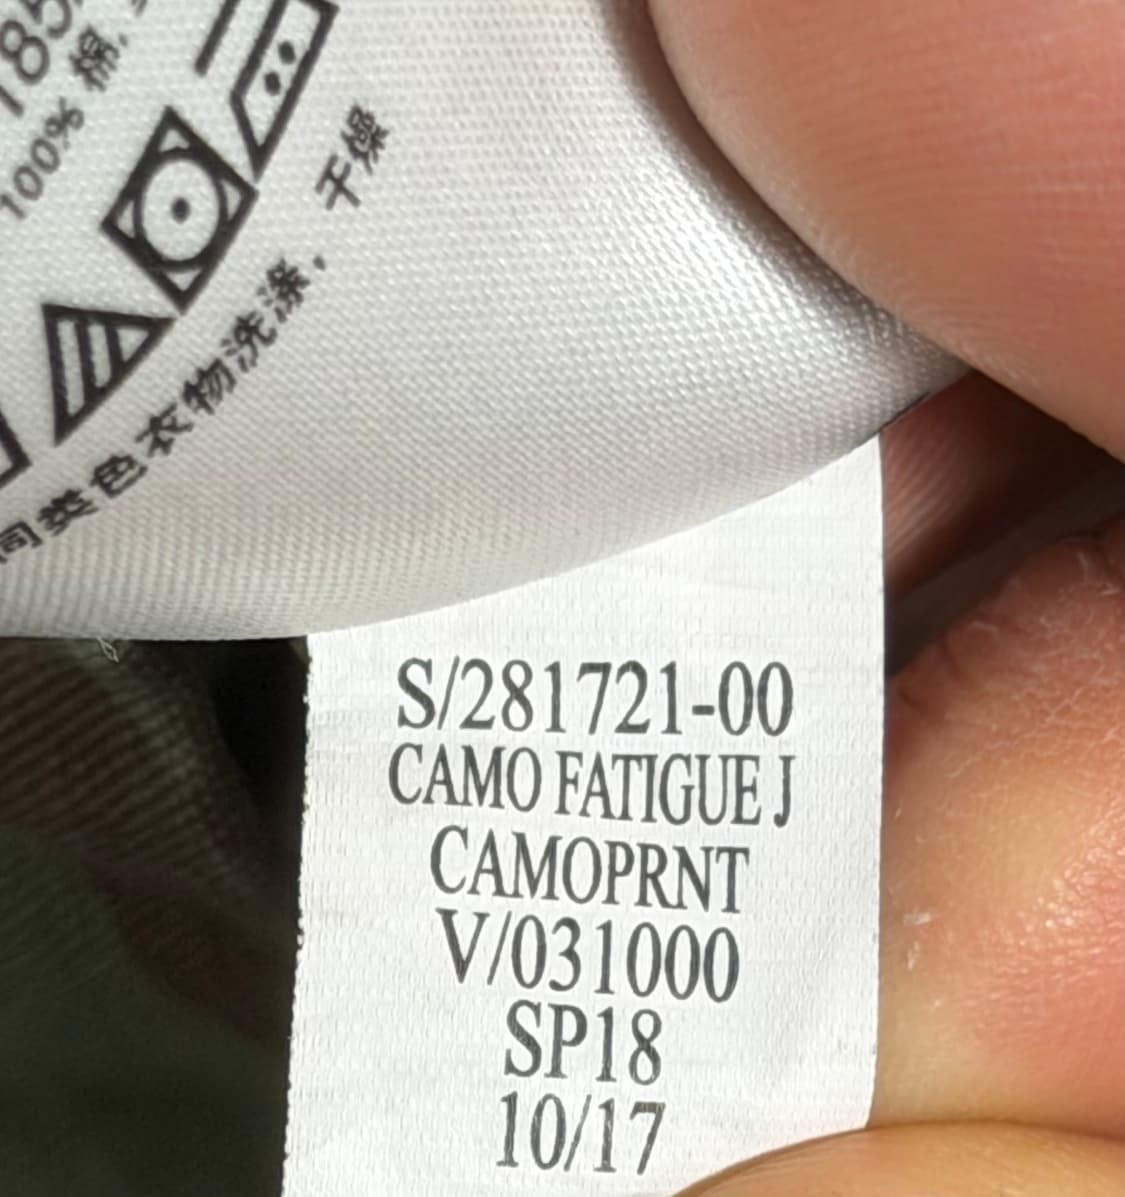 185
100% 棉.
同类色衣物洗涤，干燥
S/281721-00
CAMO FATIGUE J
CAMOPRNT
V/031000
SP18
10/17